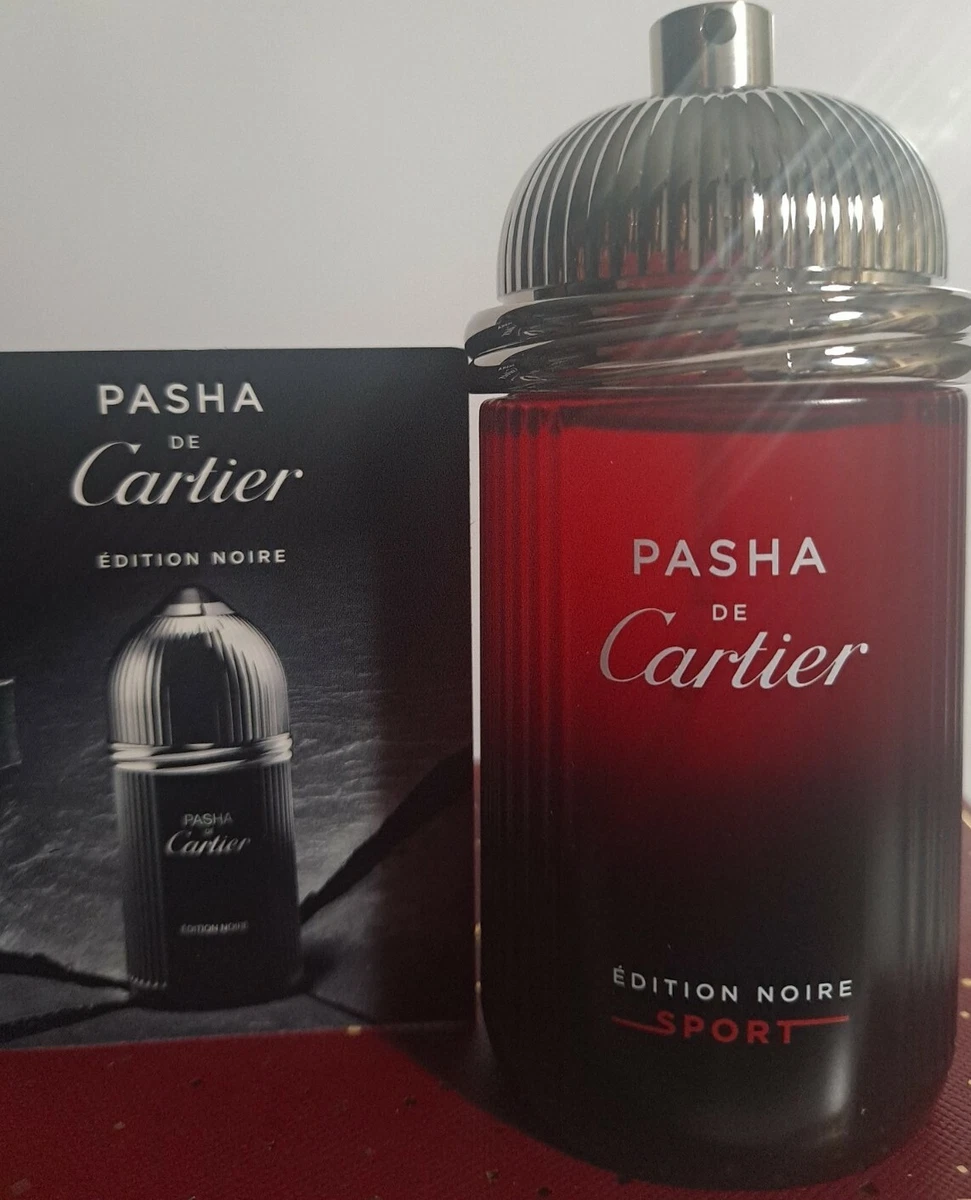 PASHA
DE
Cartier
ÉDITION NOIRE
PASHA
DE
Cartier
ÉDITION NOIRE
PASHA
DE
Cartier
ÉDITION NOIRE
SPORT